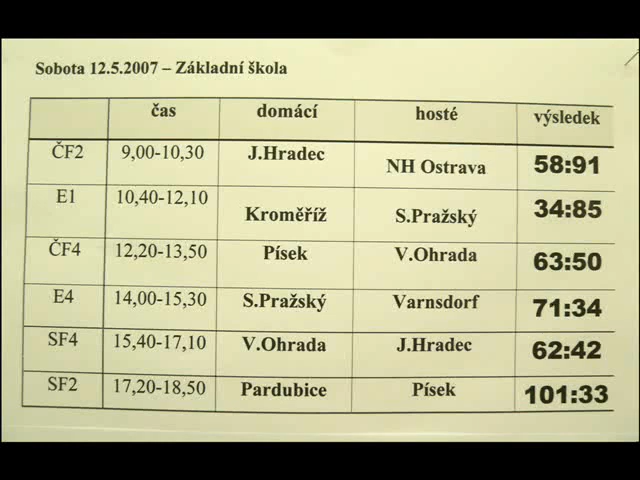 Sobota 12.5.2007 – Základní škola
čas domácí hosté výsledek
ČF2 9,00-10,30 J.Hradec NH Ostrava 58:91
E1 10,40-12,10 Kroměříž S.Pražský 34:85
ČF4 12,20-13,50 Písek V.Ohrada 63:50
E4 14,00-15,30 S.Pražský Varnsdorf 71:34
SF4 15,40-17,10 V.Ohrada J.Hradec 62:42
SF2 17,20-18,50 Pardubice Písek 101:33